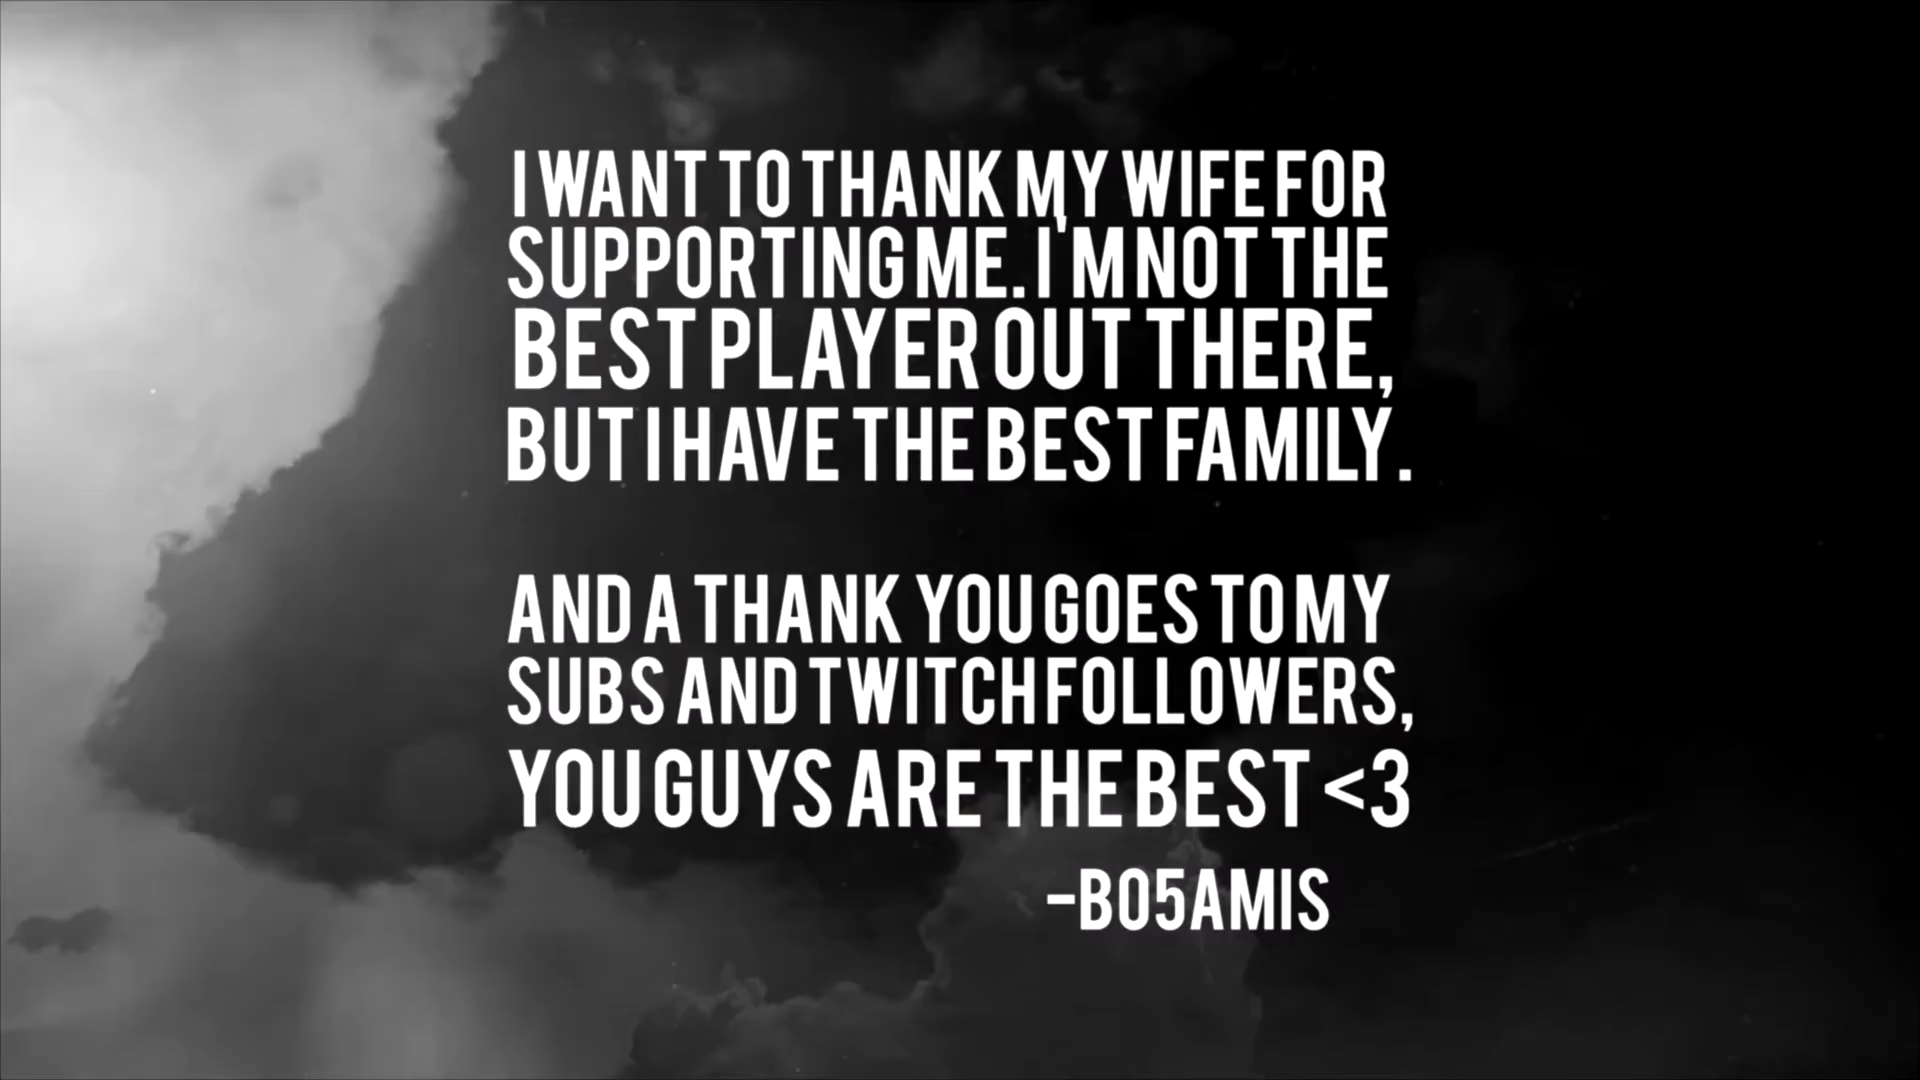 I WANT TO THANK MY WIFE FOR
SUPPORTING ME. I'M NOT THE
BEST PLAYER OUT THERE,
BUT I HAVE THE BEST FAMILY.
AND A THANK YOU GOES TO MY
SUBS AND TWITCH FOLLOWERS,
YOU GUYS ARE THE BEST <3
-BO5AMIS